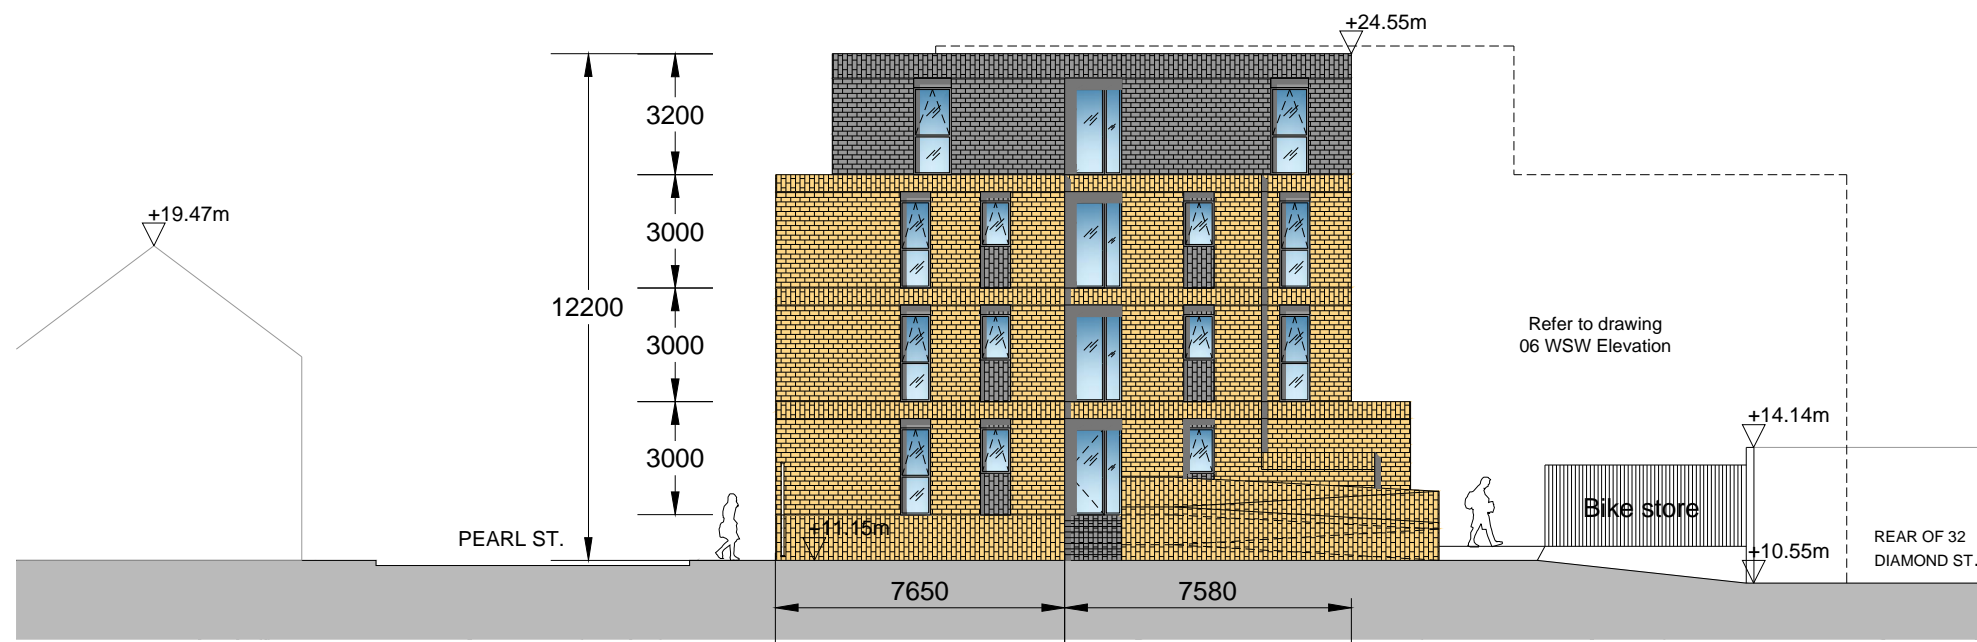 +24.55m
3200
+19.47m
3000
12200
Refer to drawing
06 WSW Elevation
3000
+14.14m
3000
Bike store
+11.15m
PEARL ST.
REAR OF 32
DIAMOND ST.
+10.55m
7650
7580